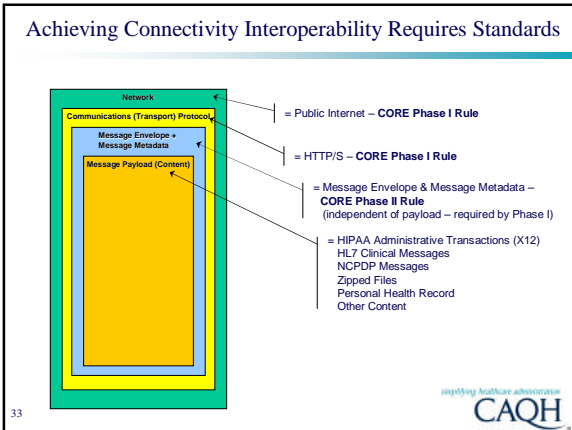 Achieving Connectivity Interoperability Requires Standards
Network
Communications (Transport) Protocol
Message Envelope +
Message Metadata
Message Payload (Content)
= Public Internet – CORE Phase I Rule
= HTTP/S – CORE Phase I Rule
= Message Envelope & Message Metadata –
CORE Phase II Rule
(independent of payload – required by Phase I)
= HIPAA Administrative Transactions (X12)
HL7 Clinical Messages
NCPDP Messages
Zipped Files
Personal Health Record
Other Content
33
simplifying healthcare administration
CAQH